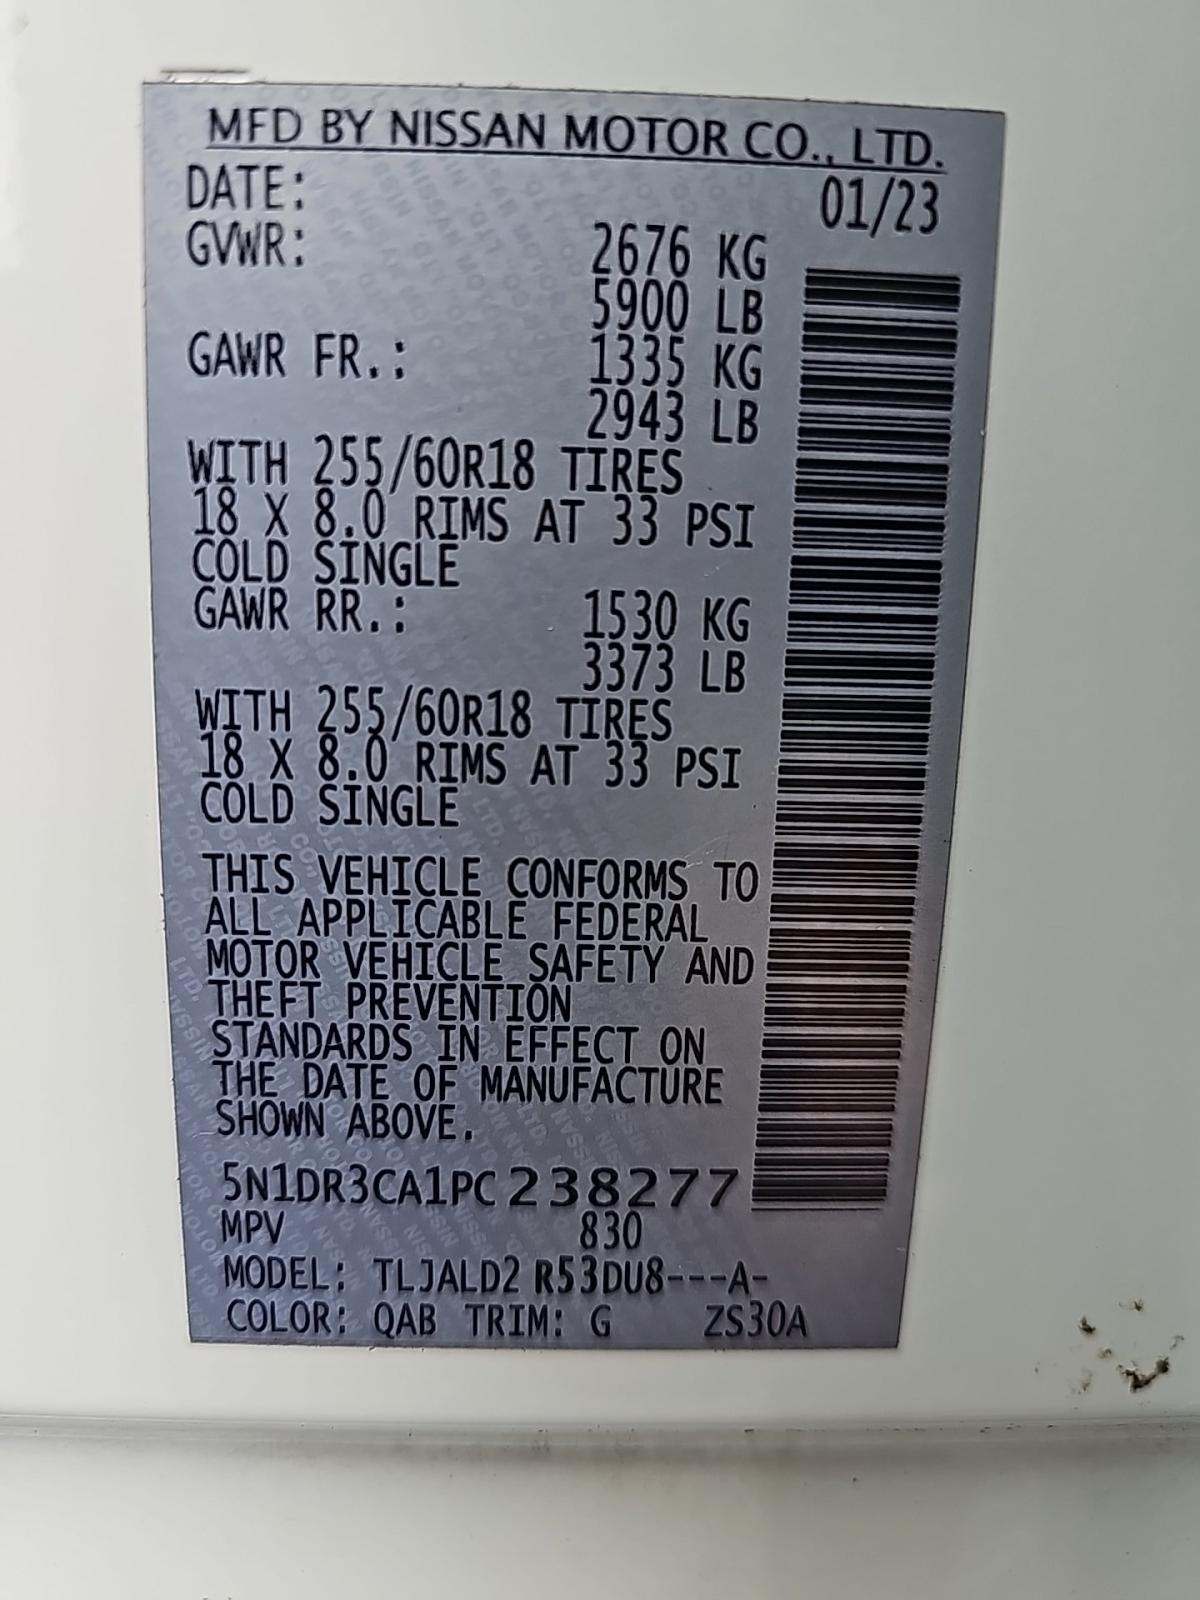 MFD BY NISSAN MOTOR CO., LTD.
DATE: 01/23
GVWR: 2676 KG
5900 LB
GAWR FR.: 1335 KG
2943 LB
WITH 255/60R18 TIRES
18 X 8.0 RIMS AT 33 PSI
COLD SINGLE
GAWR RR.: 1530 KG
3373 LB
WITH 255/60R18 TIRES
18 X 8.0 RIMS AT 33 PSI
COLD SINGLE
THIS VEHICLE CONFORMS TO
ALL APPLICABLE FEDERAL
MOTOR VEHICLE SAFETY AND
THEFT PREVENTION
STANDARDS IN EFFECT ON
THE DATE OF MANUFACTURE
SHOWN ABOVE.
5N1DR3CA1PC238277
MPV 830
MODEL: TLJALD2 R53DU8---A-
COLOR: QAB TRIM: G ZS30A